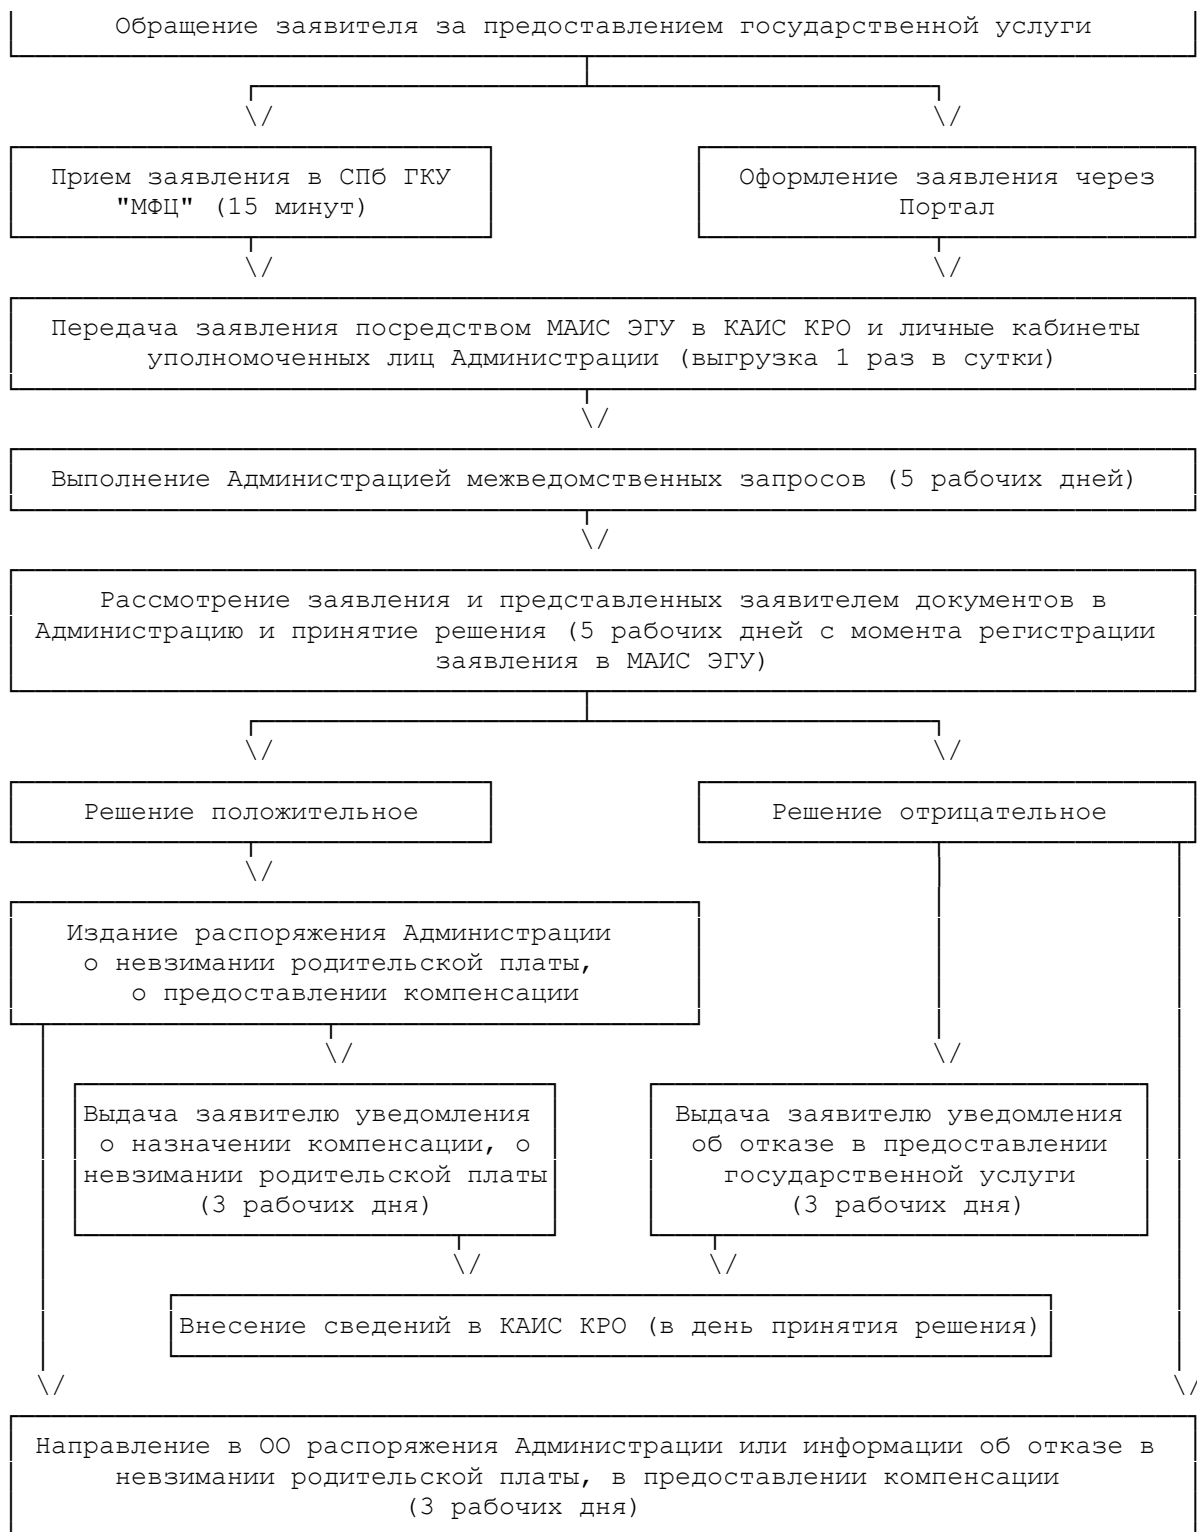 Обращение заявителя за предоставлением государственной услуги
\/ \/
Прием заявления в СПб ГКУ
"МФЦ" (15 минут)
Оформление заявления через
Портал
\/ \/
Передача заявления посредством МАИС ЭГУ в КАИС КРО и личные кабинеты
уполномоченных лиц Администрации (выгрузка 1 раз в сутки)
\/
Выполнение Администрацией межведомственных запросов (5 рабочих дней)
\/
Рассмотрение заявления и представленных заявителем документов в
Администрацию и принятие решения (5 рабочих дней с момента регистрации
заявления в МАИС ЭГУ)
\/ \/
Решение положительное
Решение отрицательное
\/
Издание распоряжения Администрации
о невзимании родительской платы,
о предоставлении компенсации
\/ \/
Выдача заявителю уведомления
о назначении компенсации, о
невзимании родительской платы
(3 рабочих дня)
Выдача заявителю уведомления
об отказе в предоставлении
государственной услуги
(3 рабочих дня)
\/ \/
Внесение сведений в КАИС КРО (в день принятия решения)
\/ \/
Направление в ОО распоряжения Администрации или информации об отказе в
невзимании родительской платы, в предоставлении компенсации
(3 рабочих дня)